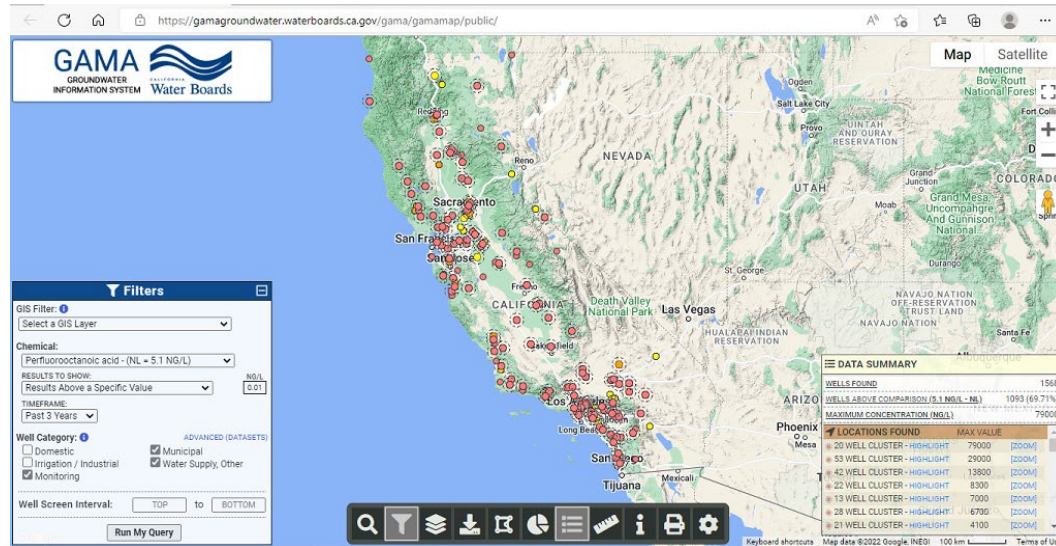 https://gamagroundwater.waterboards.ca.gov/gama/gamamap/public/
GAMA
GROUNDWATER
INFORMATION SYSTEM
CALIFORNIA
Water Boards
Map Satellite
Medicine
Bow-Routt
National Forest
Ogden
Salt Lake City
Fort Colli
Provo
UINTAH
AND OURAY
RESERVATION
Redding
Reno
NEVADA
UTAH
Grand
Junction
COLORADO
Moab
Grand Mesa,
Uncompahgre
And Gunnison
National...
Sacramento
San Francisco
San Jose
St. George
Durango
Fresno
CALIFORNIA
Death Valley
National Park
Las Vegas
HUALAPAI INDIAN
RESERVATION
NAVAJO NATION
OFF-RESERVATION
TRUST LAND
NAVAJO NATION
Santa Fe
Bakersfield
Albuquerque
Los Angeles
Long Beach
ARIZO
Phoenix
Mesa
San Diego
Mexicali
Tijuana
Filters
GIS Filter:
Select a GIS Layer
Chemical:
Perfluorooctanoic acid - (NL = 5.1 NG/L)
RESULTS TO SHOW: NG/L
Results Above a Specific Value 0.01
TIMEFRAME:
Past 3 Years
Well Category: ADVANCED (DATASETS)
Domestic Municipal
Irrigation / Industrial Water Supply, Other
Monitoring
Well Screen Interval: TOP to BOTTOM
Run My Query
DATA SUMMARY
WELLS FOUND 1568
WELLS ABOVE COMPARISON (5.1 NG/L - NL) 1093 (69.71%
MAXIMUM CONCENTRATION (NG/L) 79000
LOCATIONS FOUND MAX VALUE
20 WELL CLUSTER - HIGHLIGHT 79000 [ZOOM]
53 WELL CLUSTER - HIGHLIGHT 29000 [ZOOM]
42 WELL CLUSTER - HIGHLIGHT 13800 [ZOOM]
22 WELL CLUSTER - HIGHLIGHT 8300 [ZOOM]
13 WELL CLUSTER - HIGHLIGHT 7000 [ZOOM]
28 WELL CLUSTER - HIGHLIGHT 6700 [ZOOM]
21 WELL CLUSTER - HIGHLIGHT 4100 [ZOOM]
Keyboard shortcuts Map data ©2022 Google, INEGI 100 km Terms of U